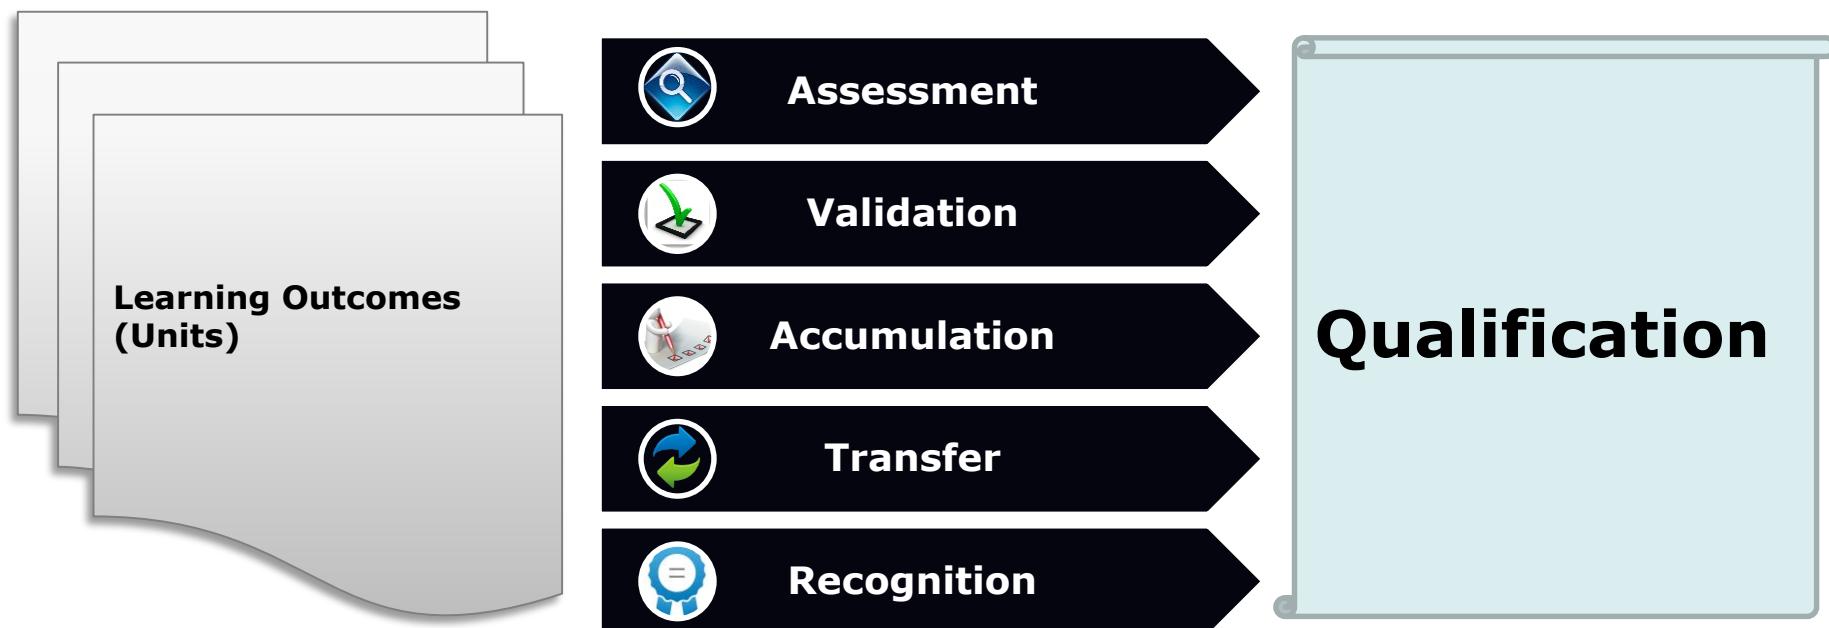 Learning Outcomes
(Units)
Assessment
Validation
Accumulation
Transfer
Recognition
Qualification